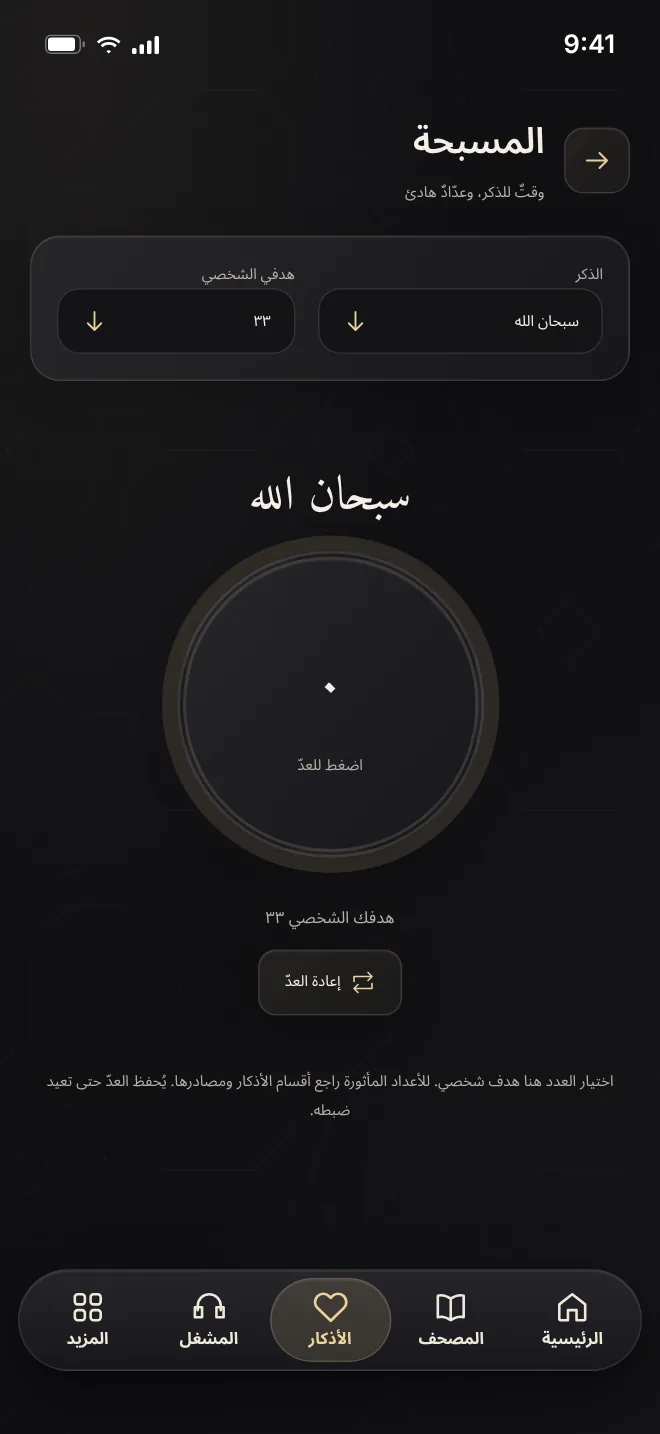 9:41
المسبحة
وقتٌ للذكر، وعدّادٌ هادئ
الذكر
هدفي الشخصي
سبحان الله
٣٣
سبحان الله
٠
اضغط للعدّ
هدفك الشخصي ٣٣
إعادة العدّ
اختيار العدد هنا هدف شخصي. للأعداد المأثورة راجع أقسام الأذكار ومصادرها. يُحفظ العدّ حتى تعيد
ضبطه.
الرئيسية
المصحف
الأذكار
المشغل
المزيد